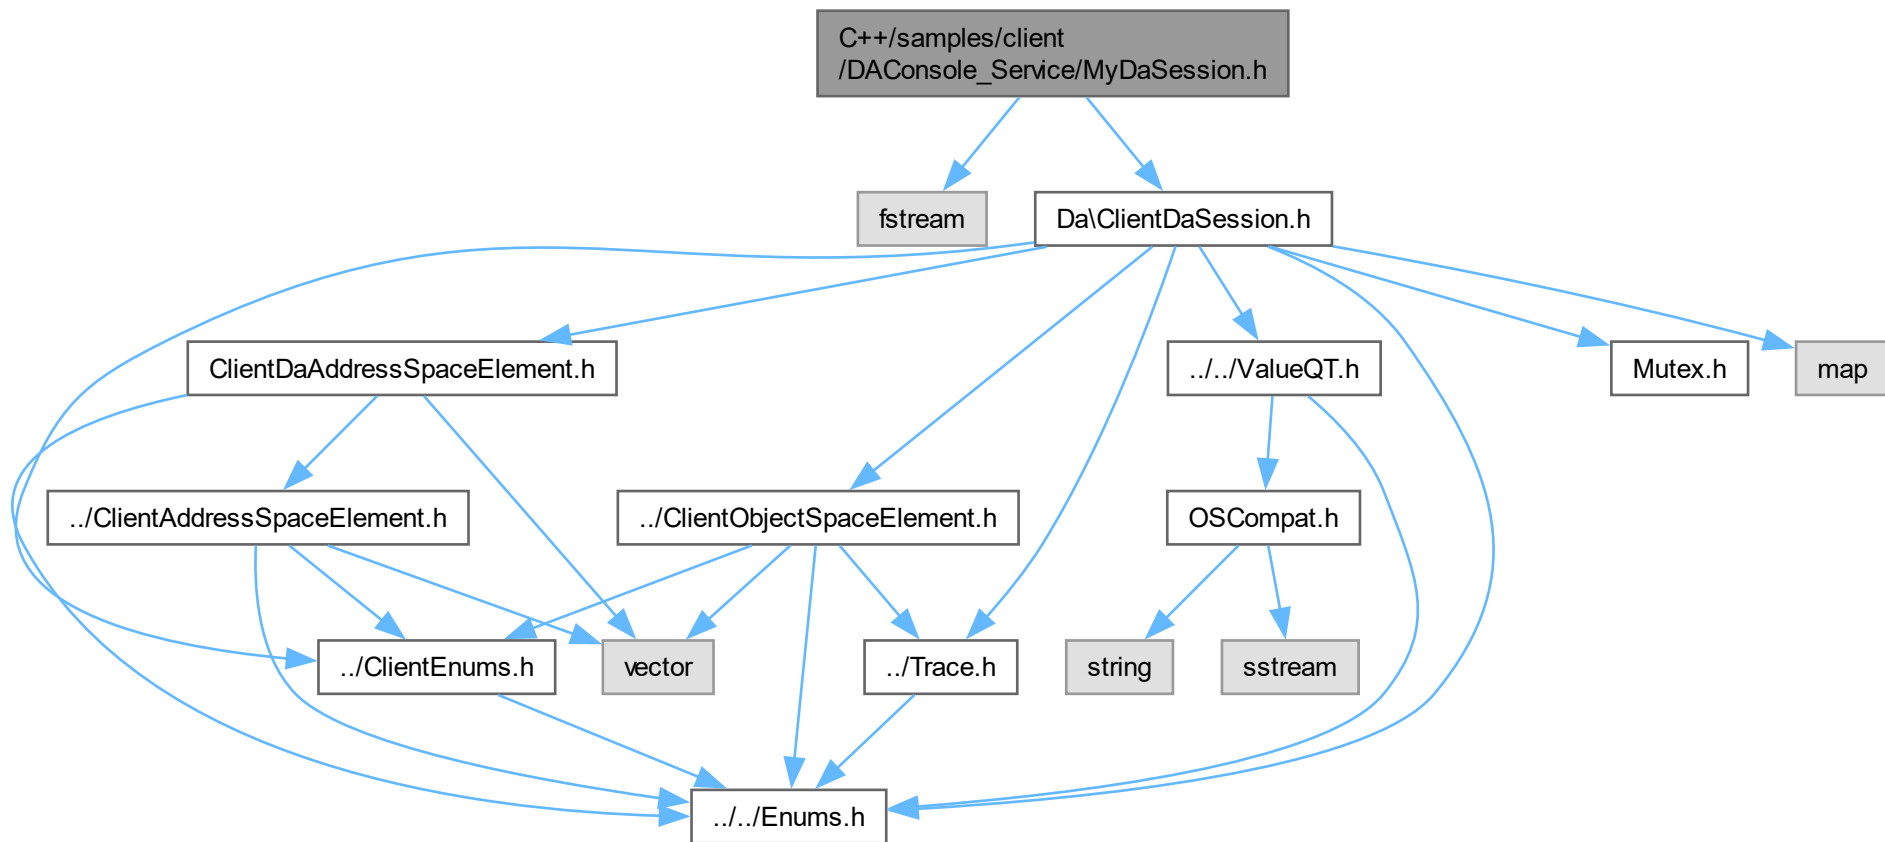 C++/samples/client
/DAConsole_Service/MyDaSession.h
fstream
Da\ClientDaSession.h
ClientDaAddressSpaceElement.h
../../ValueQT.h
Mutex.h
map
../ClientAddressSpaceElement.h
../ClientObjectSpaceElement.h
OSCompat.h
../ClientEnums.h
vector
../Trace.h
string
sstream
../../Enums.h